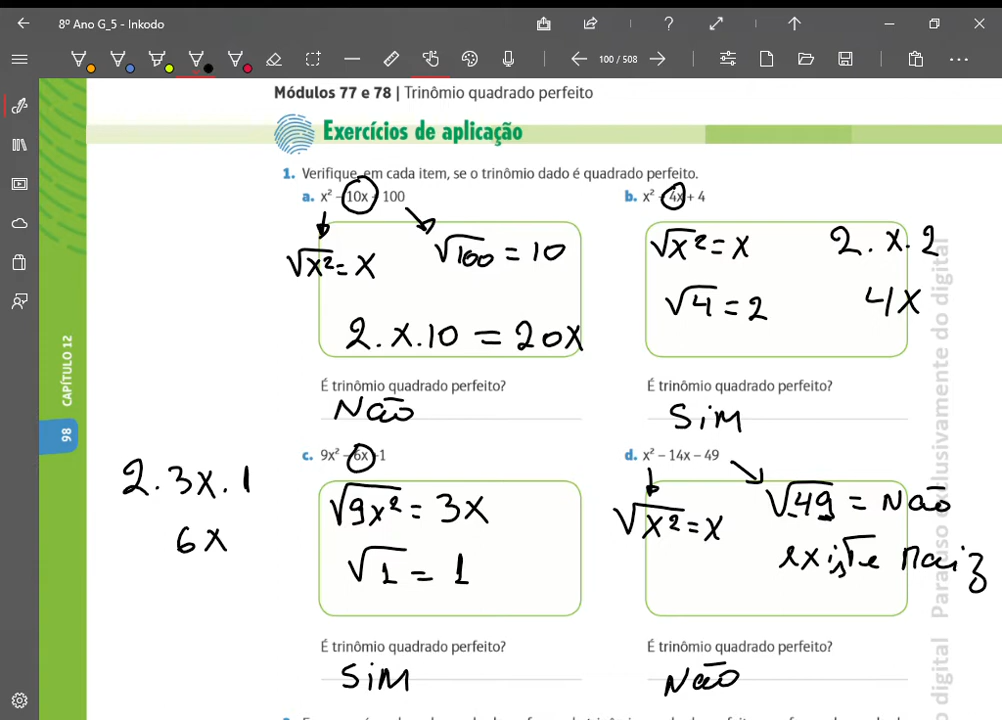 8º Ano G_5 - Inkodo
100 / 508
Módulos 77 e 78 | Trinômio quadrado perfeito
Exercícios de aplicação
1. Verifique, em cada item, se o trinômio dado é quadrado perfeito.
a. x² – 10x 100
√x² = x
√100 = 10
2 . x . 10 = 20x
É trinômio quadrado perfeito?
Não
b. x² – 4x + 4
√x² = x
2 . x . 2
√4 = 2
4x
É trinômio quadrado perfeito?
Sim
c. 9x² – 6x 1
√9x² = 3x
2 . 3x . 1
√1 = 1
6x
É trinômio quadrado perfeito?
Sim
d. x² – 14x – 49
√x² = x
√-49 = Não
existe raiz
É trinômio quadrado perfeito?
Não
CAPÍTULO 12
98
Para uso exclusivamente do digital
o digital